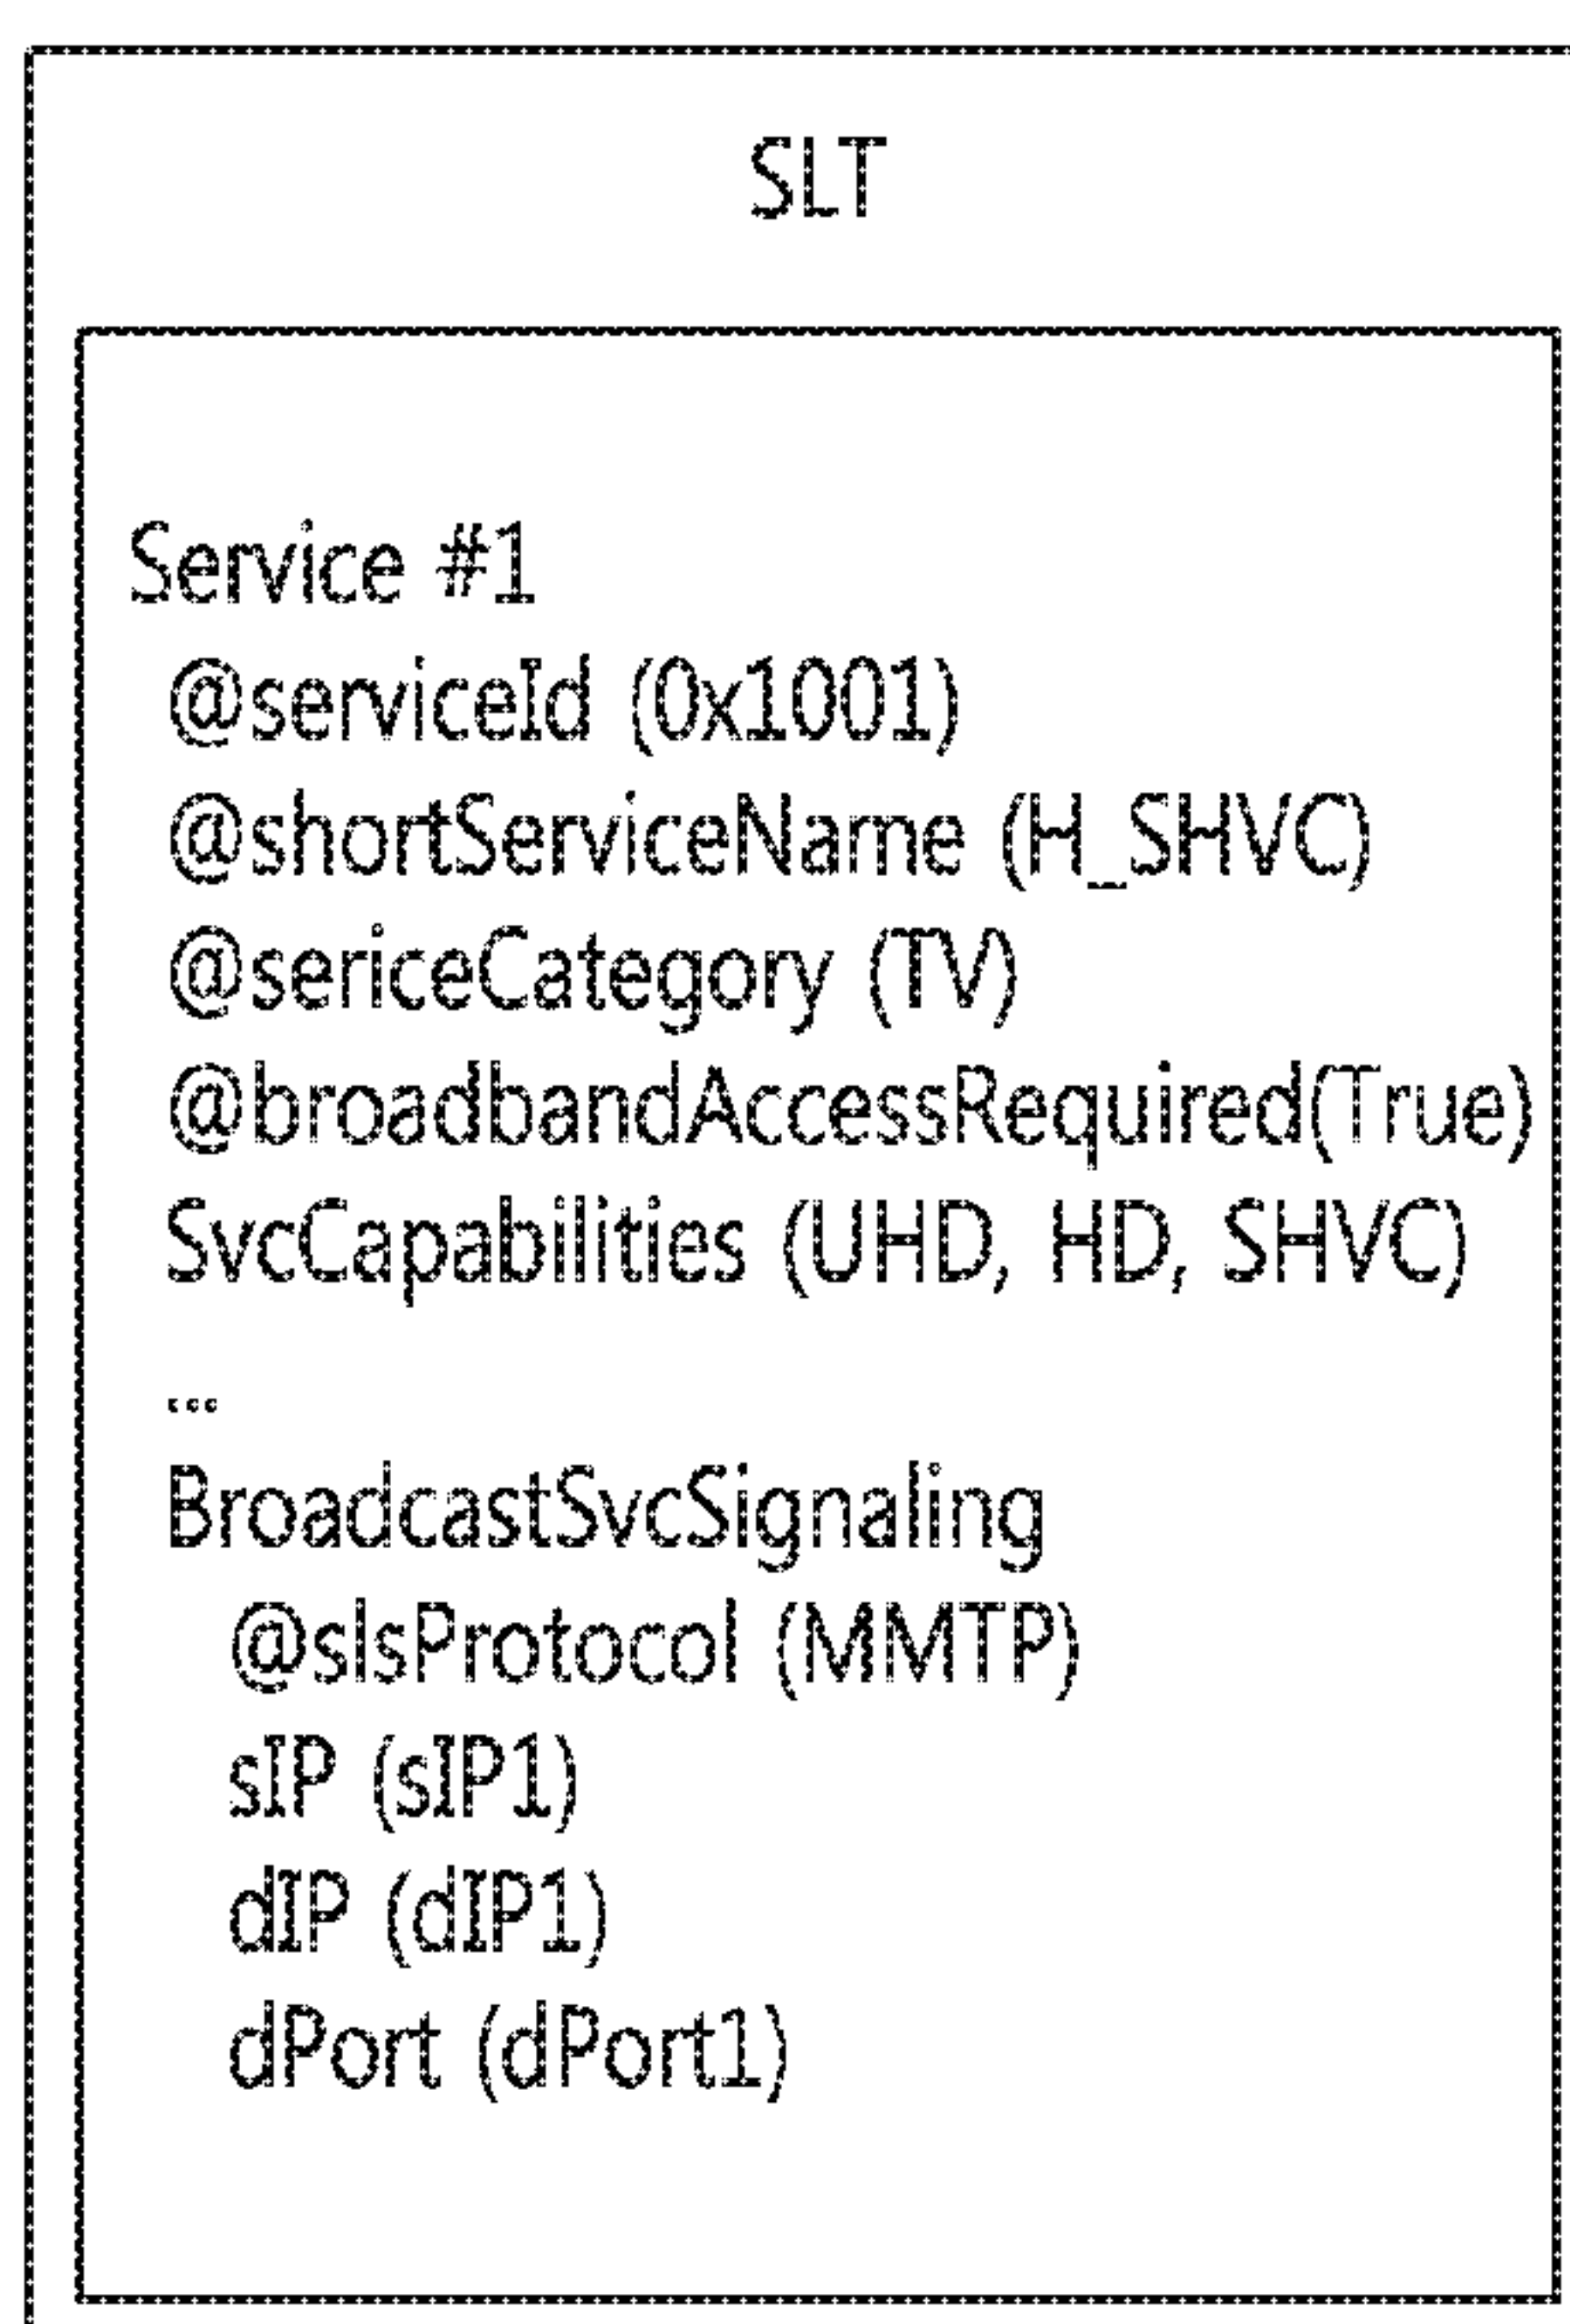 SLT
Service #1
@serviceId (0x1001)
@shortServiceName (H_SHVC)
@sericeCategory (TV)
@broadbandAccessRequired(True)
SvcCapabilities (UHD, HD, SHVC)
...
BroadcastSvcSignaling
@slsProtocol (MMTP)
sIP (sIP1)
dIP (dIP1)
dPort (dPort1)